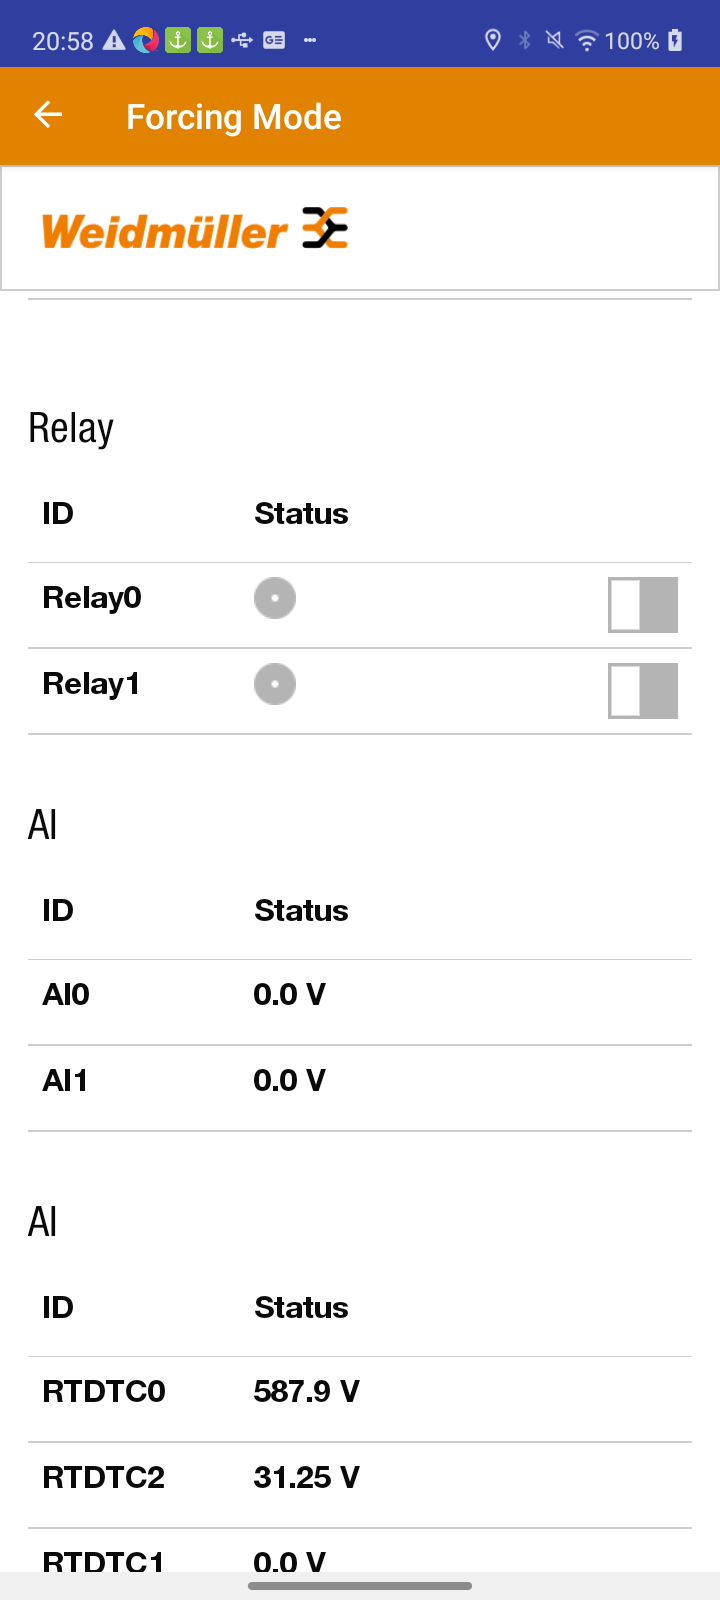 20:58 100%
Forcing Mode
Weidmüller
Relay
ID Status
Relay0
Relay1
AI
ID Status
AI0 0.0 V
AI1 0.0 V
AI
ID Status
RTDTC0 587.9 V
RTDTC2 31.25 V
RTDTC1 0.0 V